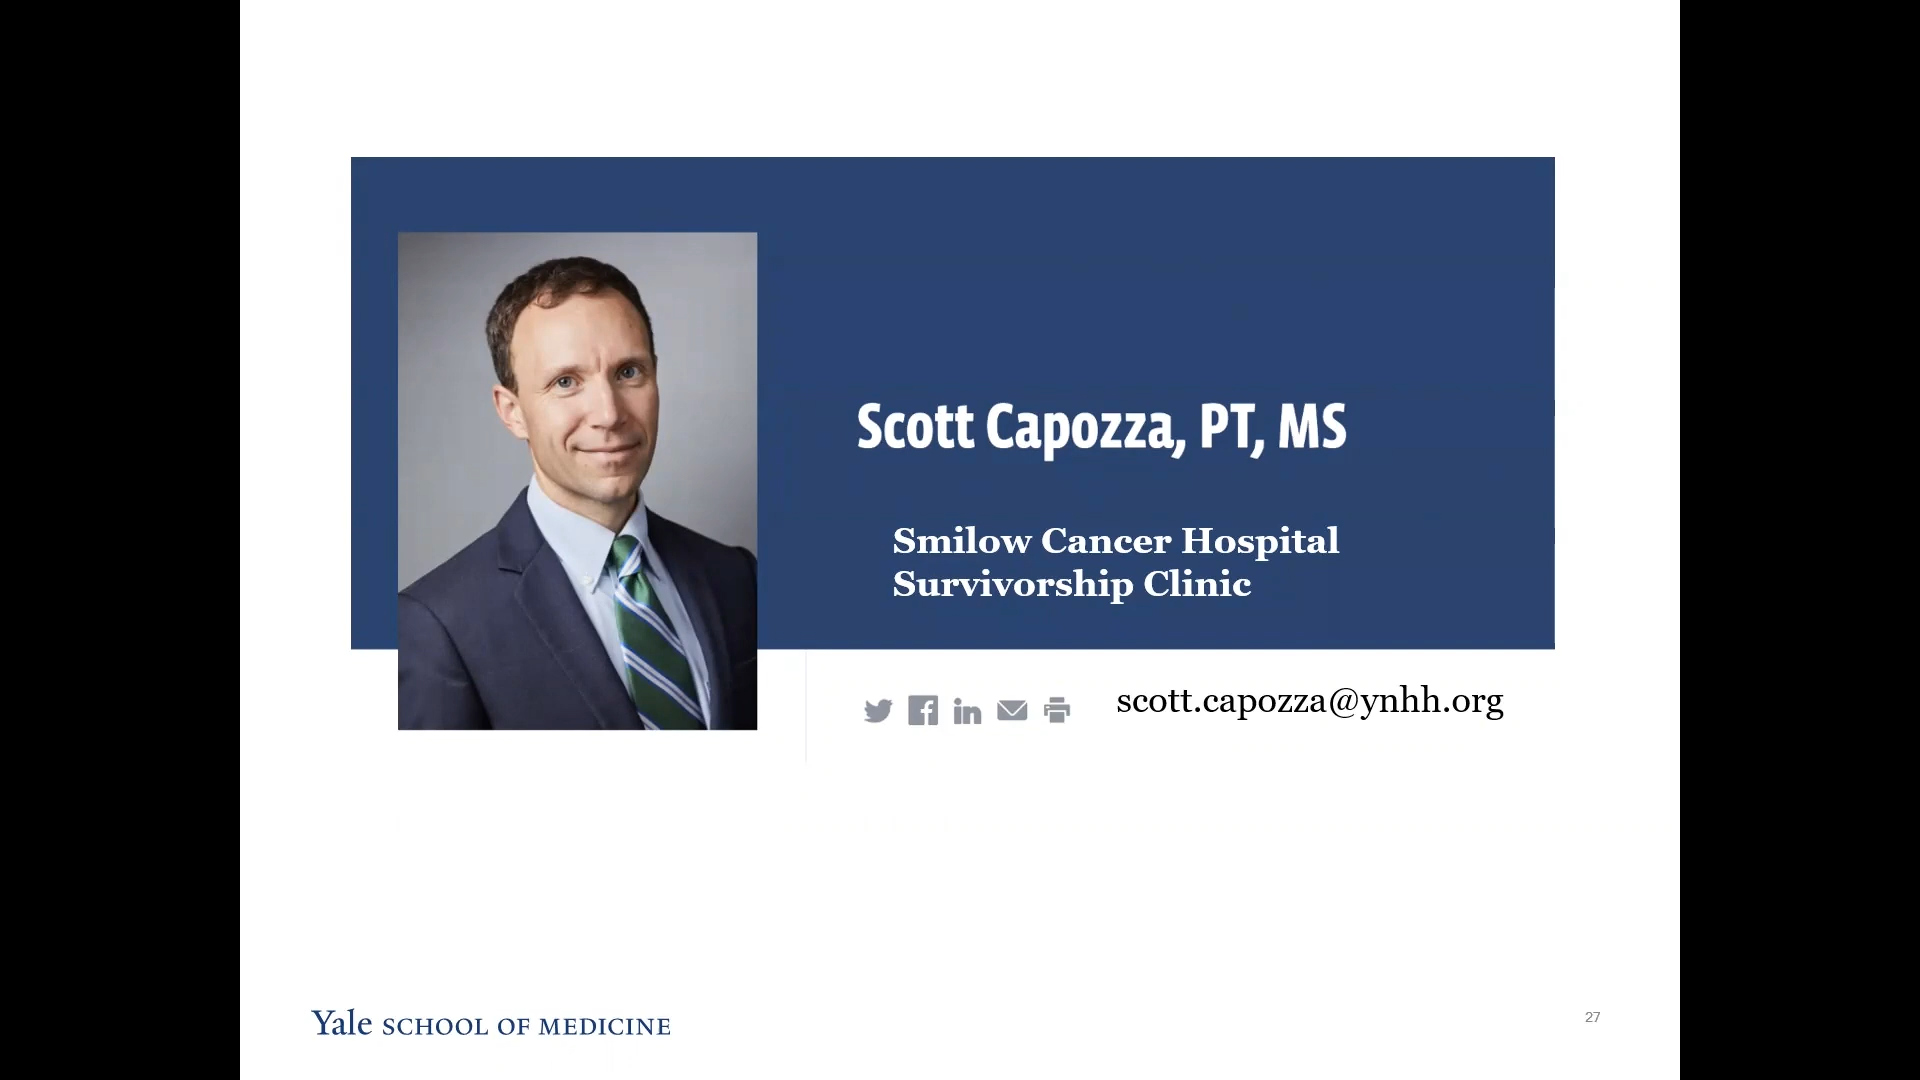 Scott Capozza, PT, MS
Smilow Cancer Hospital
Survivorship Clinic
scott.capozza@ynhh.org
Yale SCHOOL OF MEDICINE
27